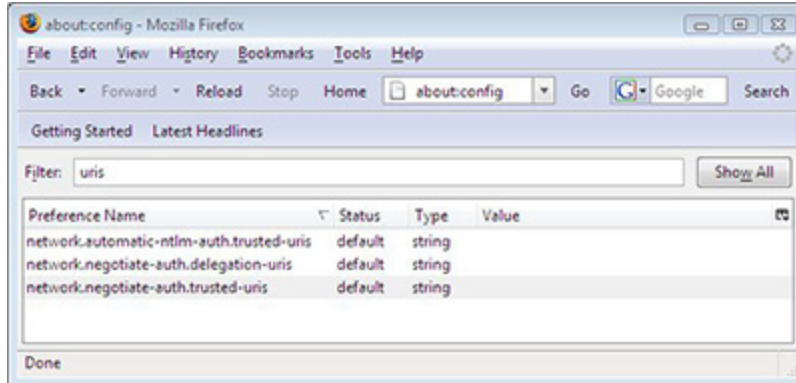 about:config - Mozilla Firefox
File Edit View History Bookmarks Tools Help
Back Forward Reload Stop Home about:config Go G Google Search
Getting Started Latest Headlines
Filter: uris Show All
Preference Name Status Type Value
network.automatic-ntlm-auth.trusted-uris default string
network.negotiate-auth.delegation-uris default string
network.negotiate-auth.trusted-uris default string
Done